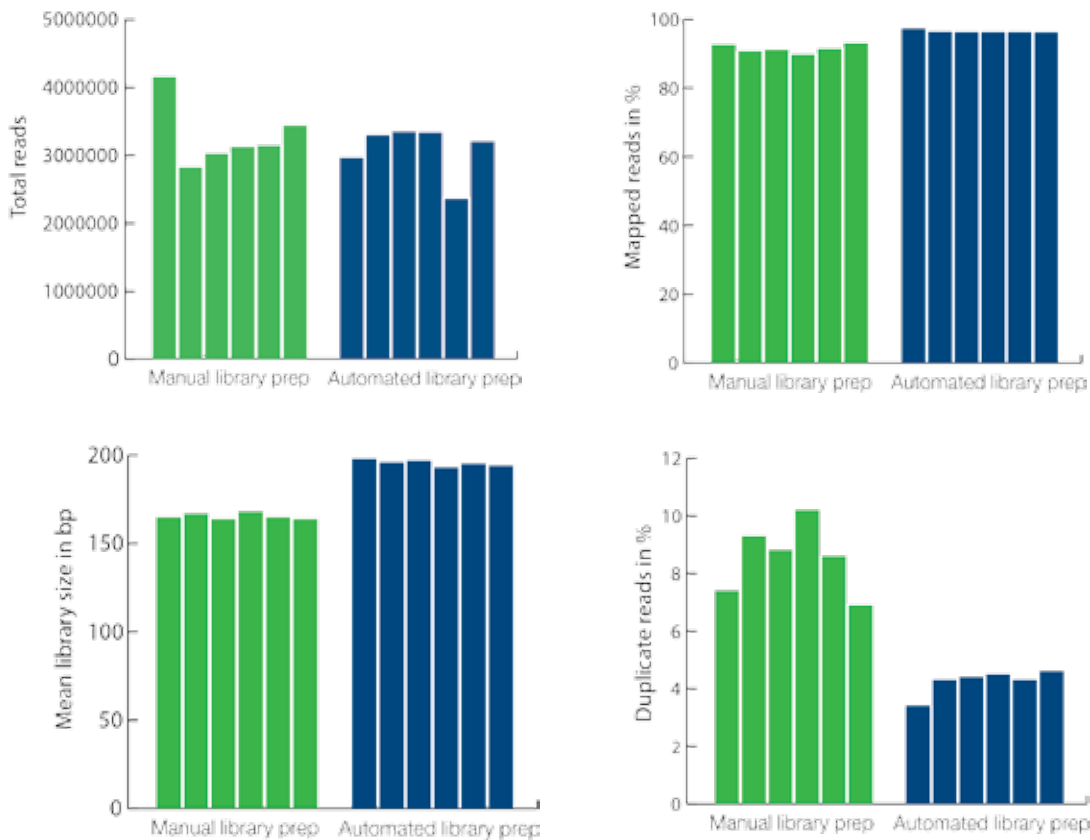 Total reads
5000000
4000000
3000000
2000000
1000000
0
Manual library prep
Automated library prep
Mapped reads in %
100
80
60
40
20
0
Manual library prep
Automated library prep
Mean library size in bp
200
150
100
50
0
Manual library prep
Automated library prep
Duplicate reads in %
12
10
8
6
4
2
0
Manual library prep
Automated library prep